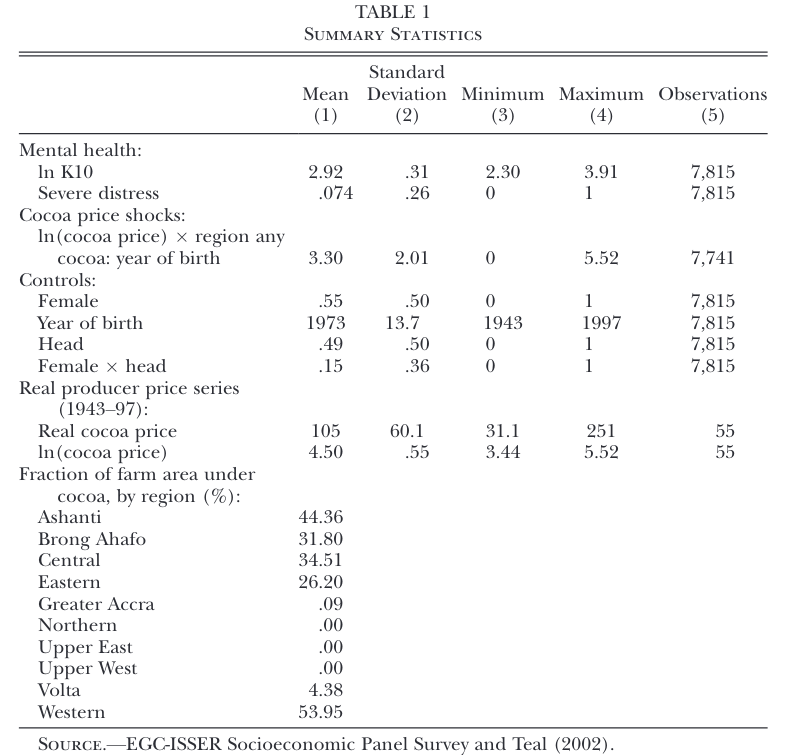 TABLE 1
Summary Statistics
Mean Standard Deviation Minimum Maximum Observations
(1) (2) (3) (4) (5)
Mental health:
ln K10 2.92 .31 2.30 3.91 7,815
Severe distress .074 .26 0 1 7,815
Cocoa price shocks:
ln(cocoa price) × region any
cocoa: year of birth 3.30 2.01 0 5.52 7,741
Controls:
Female .55 .50 0 1 7,815
Year of birth 1973 13.7 1943 1997 7,815
Head .49 .50 0 1 7,815
Female × head .15 .36 0 1 7,815
Real producer price series
(1943–97):
Real cocoa price 105 60.1 31.1 251 55
ln(cocoa price) 4.50 .55 3.44 5.52 55
Fraction of farm area under
cocoa, by region (%):
Ashanti 44.36
Brong Ahafo 31.80
Central 34.51
Eastern 26.20
Greater Accra .09
Northern .00
Upper East .00
Upper West .00
Volta 4.38
Western 53.95
Source.—EGC-ISSER Socioeconomic Panel Survey and Teal (2002).